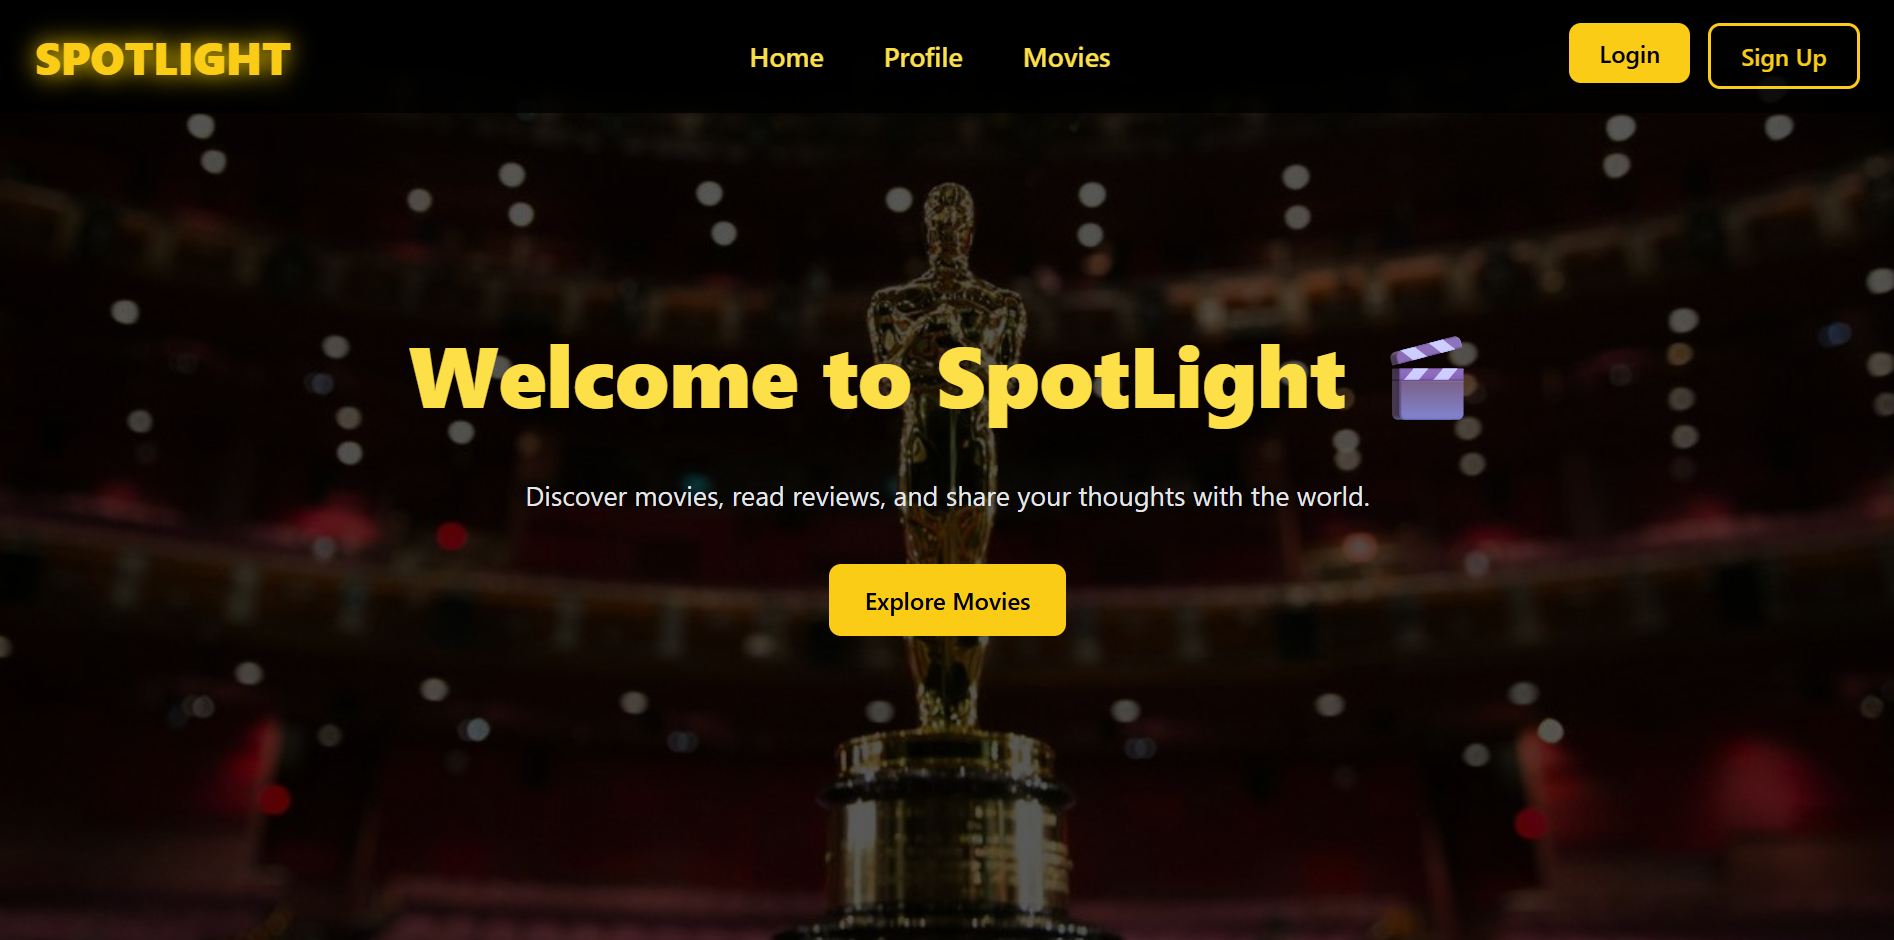 SPOTLIGHT
Home Profile Movies
Login Sign Up
Welcome to SpotLight 🎬
Discover movies, read reviews, and share your thoughts with the world.
Explore Movies